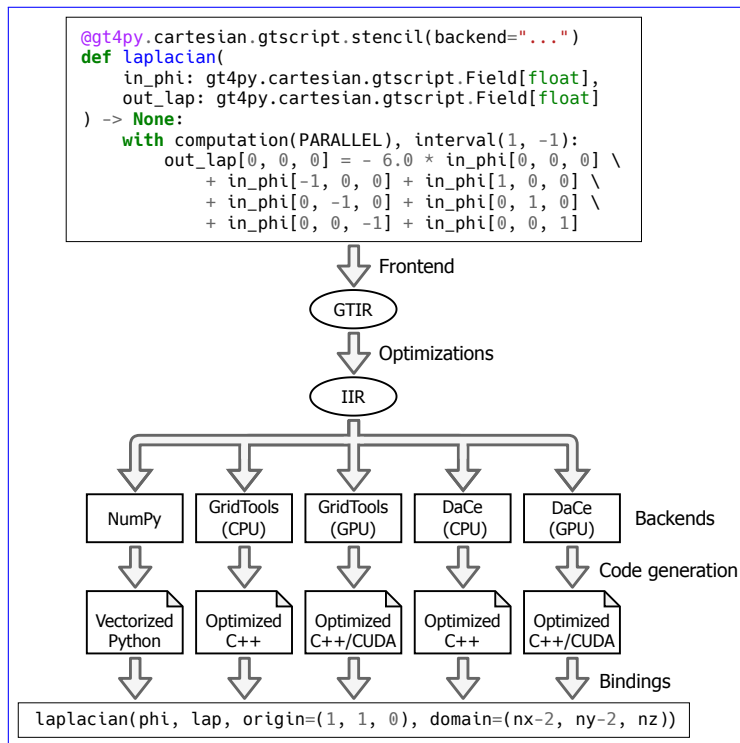 @gt4py.cartesian.gtscript.stencil(backend="...")
def laplacian(
    in_phi: gt4py.cartesian.gtscript.Field[float],
    out_lap: gt4py.cartesian.gtscript.Field[float]
) -> None:
    with computation(PARALLEL), interval(1, -1):
        out_lap[0, 0, 0] = - 6.0 * in_phi[0, 0, 0] \
            + in_phi[-1, 0, 0] + in_phi[1, 0, 0] \
            + in_phi[0, -1, 0] + in_phi[0, 1, 0] \
            + in_phi[0, 0, -1] + in_phi[0, 0, 1]
Frontend
GTIR
Optimizations
IIR
NumPy
GridTools
(CPU)
GridTools
(GPU)
DaCe
(CPU)
DaCe
(GPU)
Backends
Code generation
Vectorized
Python
Optimized
C++
Optimized
C++/CUDA
Optimized
C++
Optimized
C++/CUDA
Bindings
laplacian(phi, lap, origin=(1, 1, 0), domain=(nx-2, ny-2, nz))